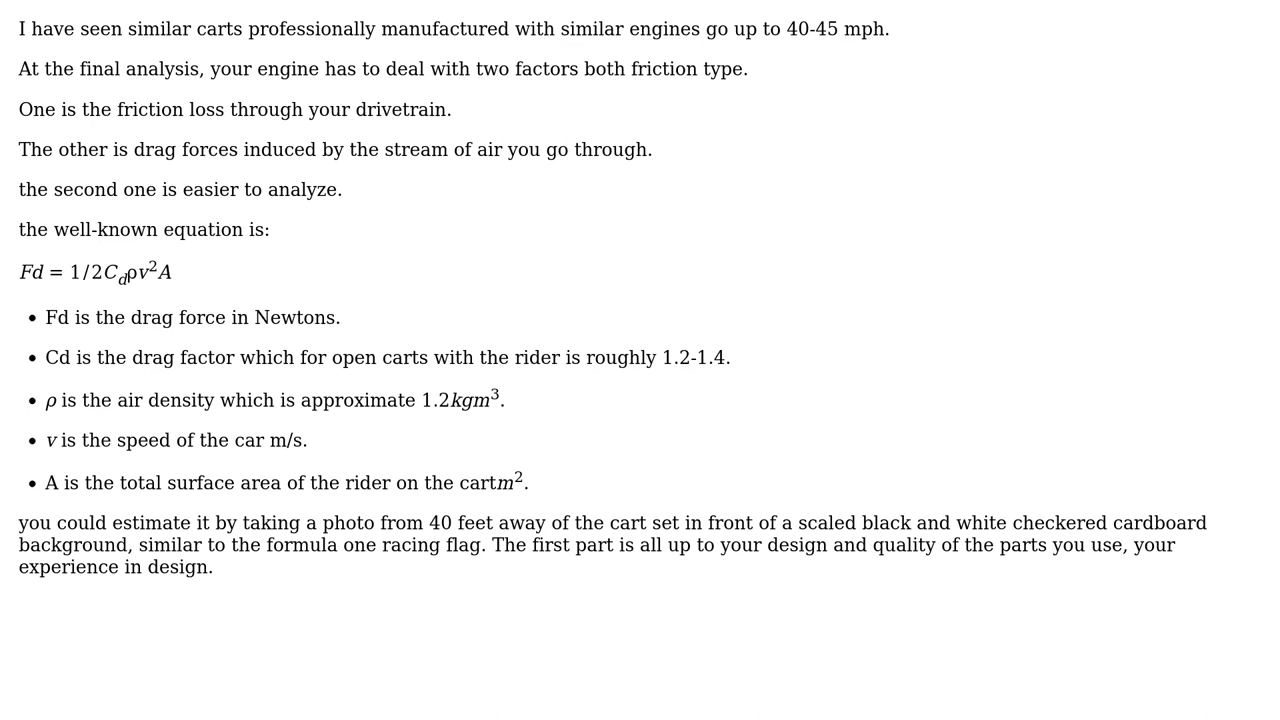 I have seen similar carts professionally manufactured with similar engines go up to 40-45 mph.
At the final analysis, your engine has to deal with two factors both friction type.
One is the friction loss through your drivetrain.
The other is drag forces induced by the stream of air you go through.
the second one is easier to analyze.
the well-known equation is:
Fd = 1/2C_dρv²A
• Fd is the drag force in Newtons.
• Cd is the drag factor which for open carts with the rider is roughly 1.2-1.4.
• ρ is the air density which is approximate 1.2kgm³.
• v is the speed of the car m/s.
• A is the total surface area of the rider on the cartm².
you could estimate it by taking a photo from 40 feet away of the cart set in front of a scaled black and white checkered cardboard
background, similar to the formula one racing flag. The first part is all up to your design and quality of the parts you use, your
experience in design.